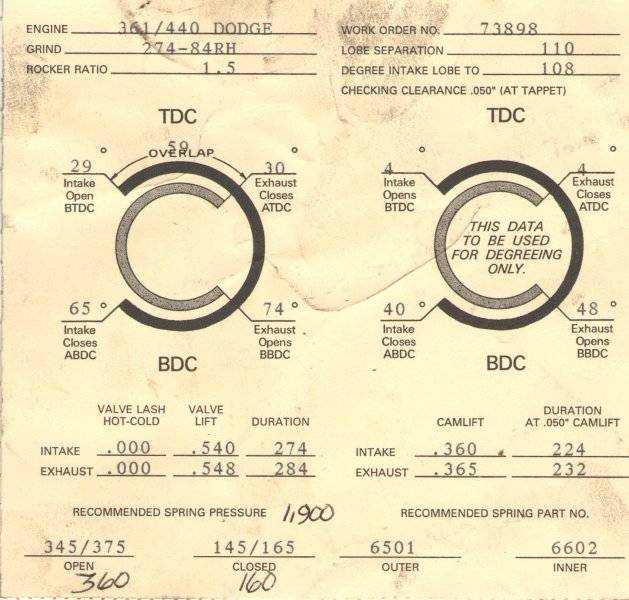 ENGINE 361/440 DODGE WORK ORDER NO. 73898
GRIND 274-84RH LOBE SEPARATION 110
ROCKER RATIO 1.5 DEGREE INTAKE LOBE TO 108
CHECKING CLEARANCE .050" (AT TAPPET)
TDC
59
OVERLAP
29°
Intake
Open
BTDC
30°
Exhaust
Closes
ATDC
65°
Intake
Closes
ABDC
74°
Exhaust
Opens
BBDC
BDC
TDC
4°
Intake
Opens
BTDC
4°
Exhaust
Closes
ATDC
THIS DATA
TO BE USED
FOR DEGREEING
ONLY.
40°
Intake
Closes
ABDC
48°
Exhaust
Opens
BBDC
BDC
VALVE LASH
HOT-COLD
VALVE
LIFT
DURATION
INTAKE .000 .540 274
EXHAUST .000 .548 284
CAMLIFT
DURATION
AT .050" CAMLIFT
INTAKE .360 224
EXHAUST .365 232
RECOMMENDED SPRING PRESSURE 1,900 RECOMMENDED SPRING PART NO.
345/375 145/165 6501 6602
OPEN CLOSED OUTER INNER
360 160